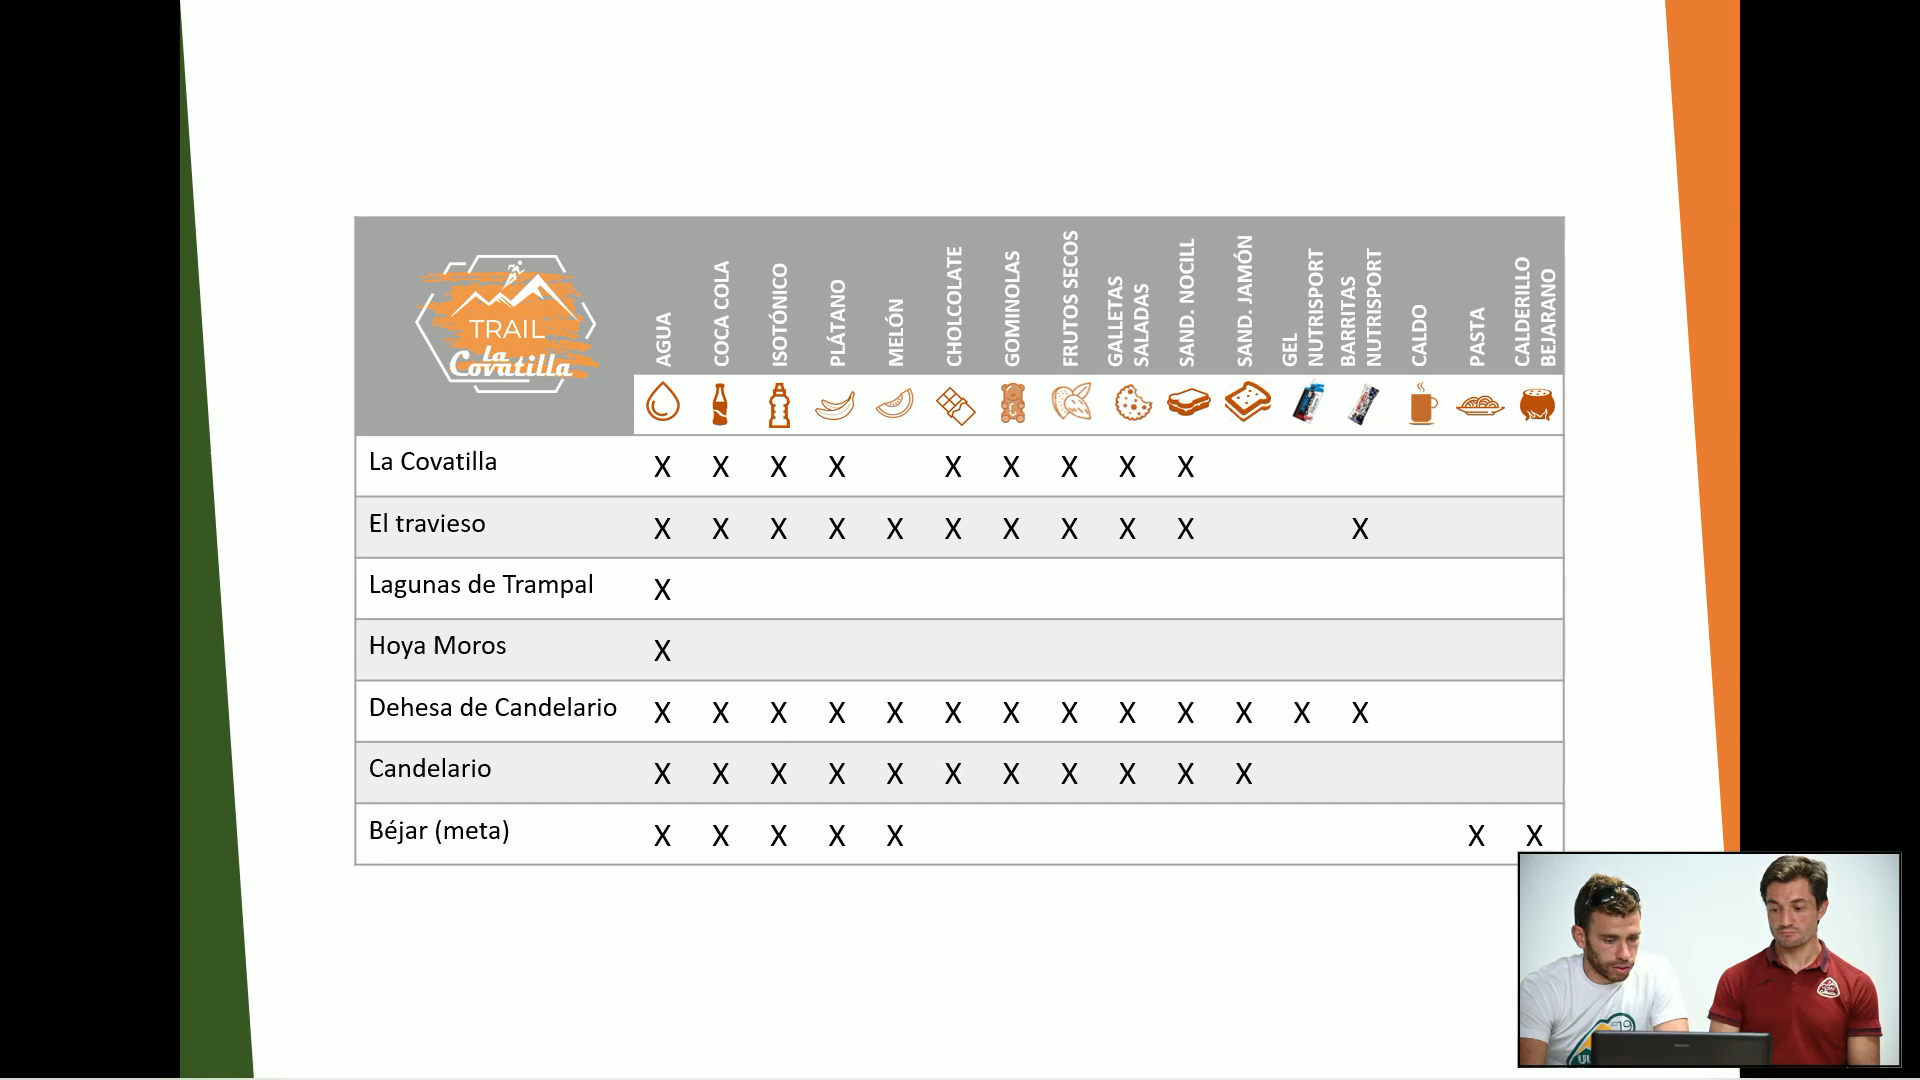 TRAIL
la
Covatilla
AGUA
COCA COLA
ISOTÓNICO
PLÁTANO
MELÓN
CHOLCOLATE
GOMINOLAS
FRUTOS SECOS
GALLETAS
SALADAS
SAND. NOCILL
SAND. JAMÓN
GEL
NUTRISPORT
BARRITAS
NUTRISPORT
CALDO
PASTA
CALDERILLO
BEJARANO
La Covatilla X X X X X X X X X
El travieso X X X X X X X X X X X
Lagunas de Trampal X
Hoya Moros X
Dehesa de Candelario X X X X X X X X X X X X X
Candelario X X X X X X X X X X X
Béjar (meta) X X X X X X X
2019